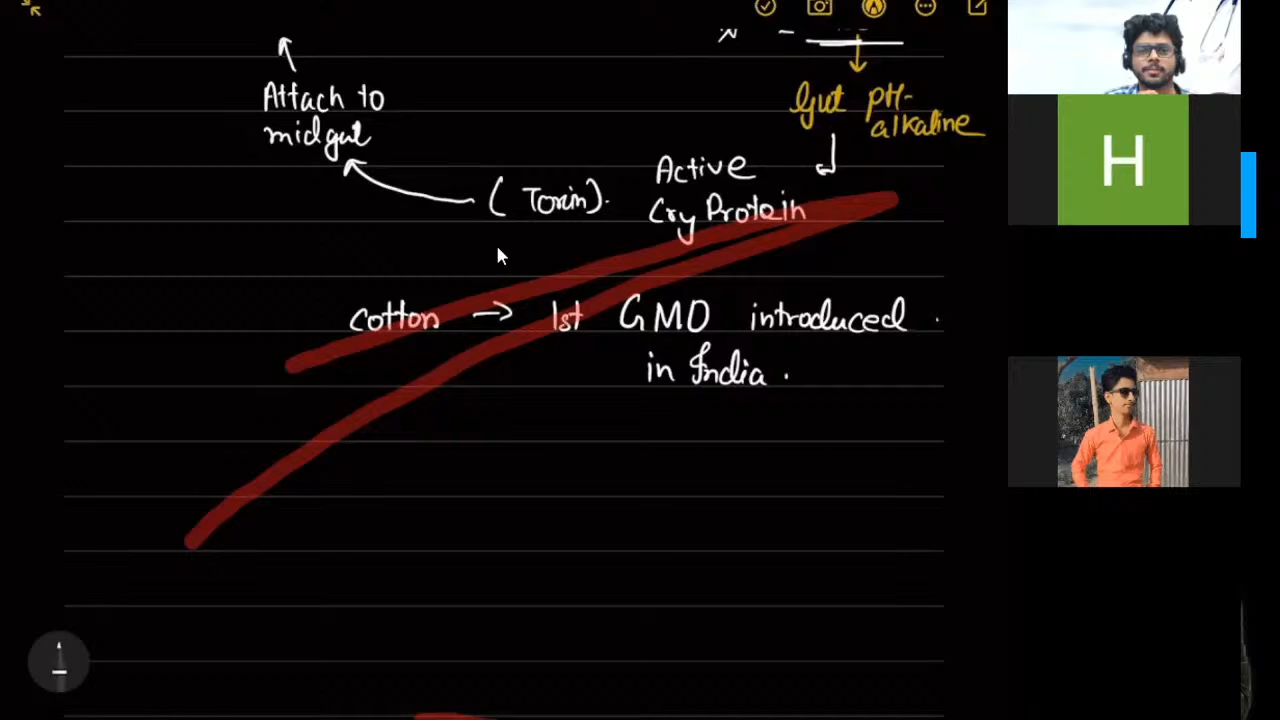 Attach to
midgut
Gut pH-
alkaline
Active
(Toxin). Cry Protein
cotton → 1st GMO introduced .
in India .
H